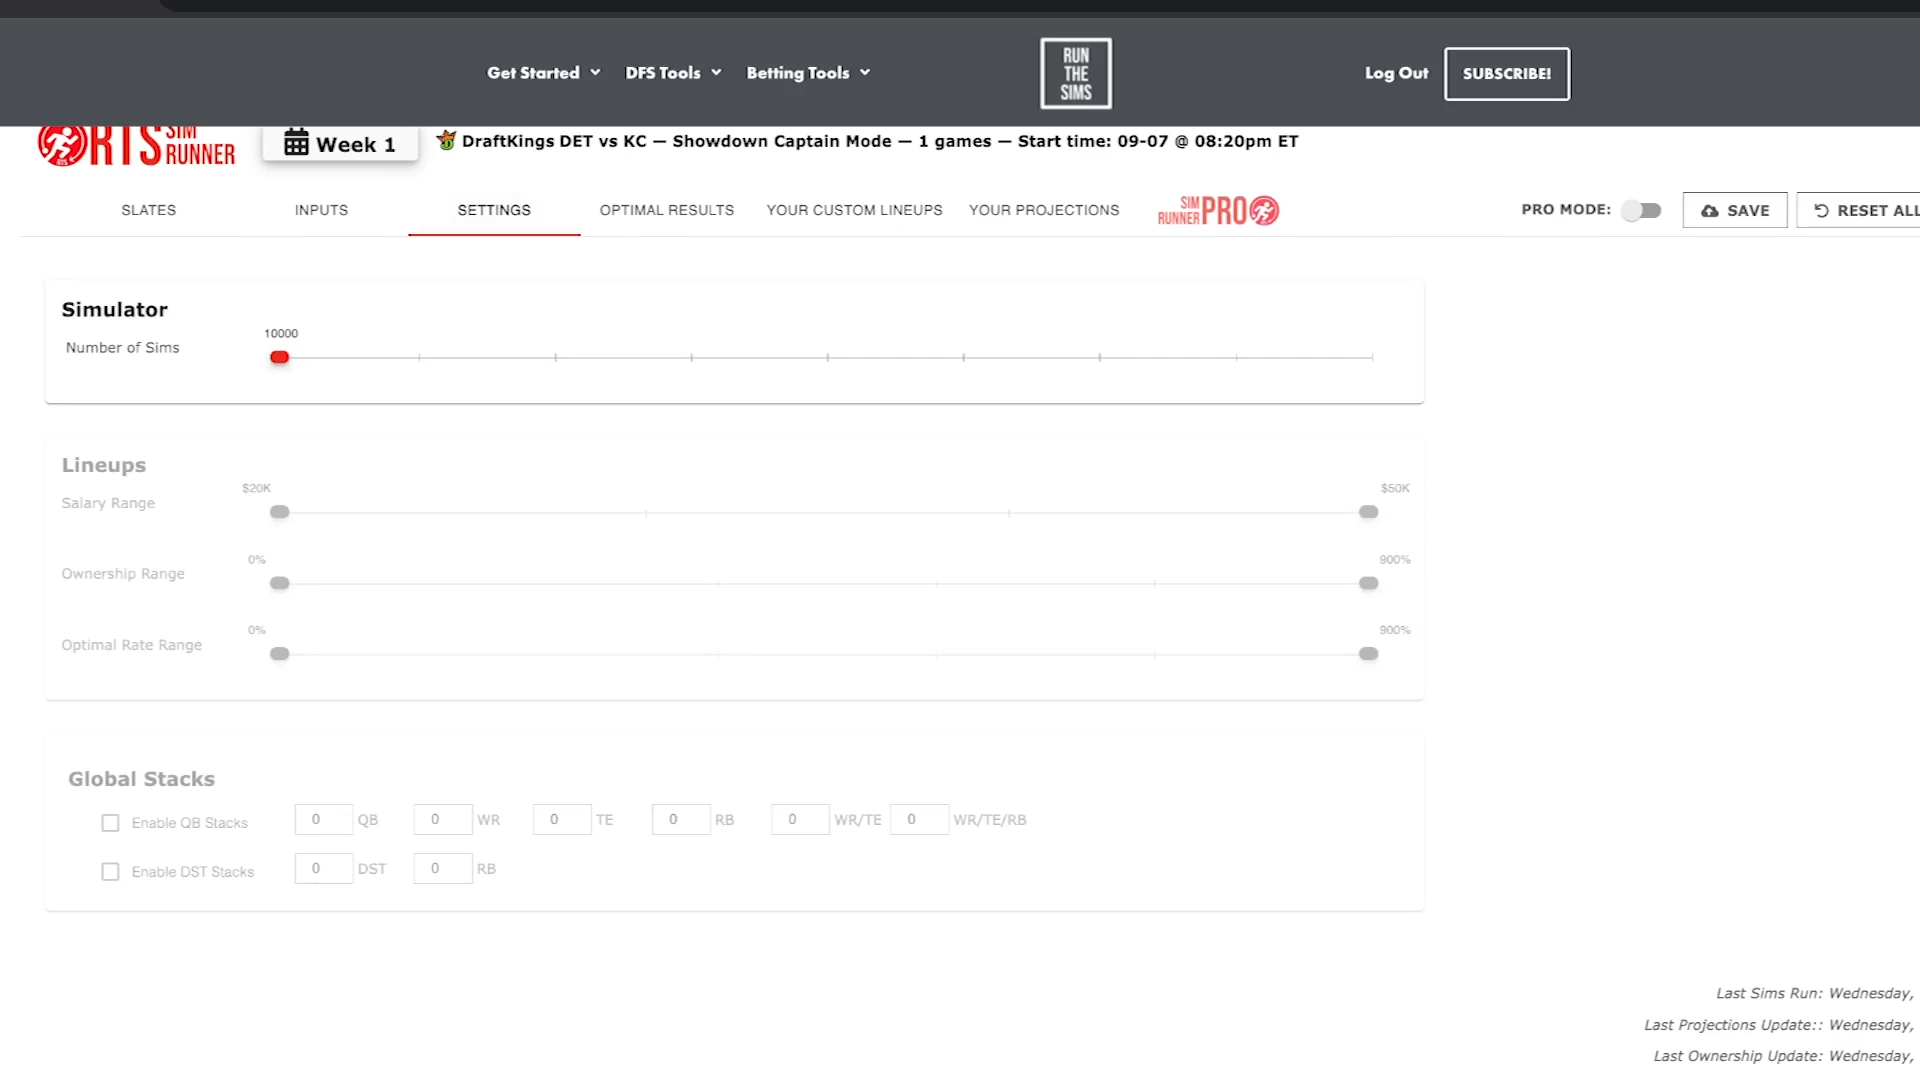 Get Started
DFS Tools
Betting Tools
RUN
THE
SIMS
Log Out
SUBSCRIBE!
RTS SIM
RUNNER
Week 1
DraftKings DET vs KC — Showdown Captain Mode — 1 games — Start time: 09-07 @ 08:20pm ET
SLATES
INPUTS
SETTINGS
OPTIMAL RESULTS
YOUR CUSTOM LINEUPS
YOUR PROJECTIONS
SIM
RUNNER PRO
PRO MODE:
SAVE
RESET ALL
Simulator
10000
Number of Sims
Lineups
$20K
$50K
Salary Range
0%
900%
Ownership Range
0%
900%
Optimal Rate Range
Global Stacks
Enable QB Stacks
0 QB
0 WR
0 TE
0 RB
0 WR/TE
0 WR/TE/RB
Enable DST Stacks
0 DST
0 RB
Last Sims Run: Wednesday,
Last Projections Update:: Wednesday,
Last Ownership Update: Wednesday,